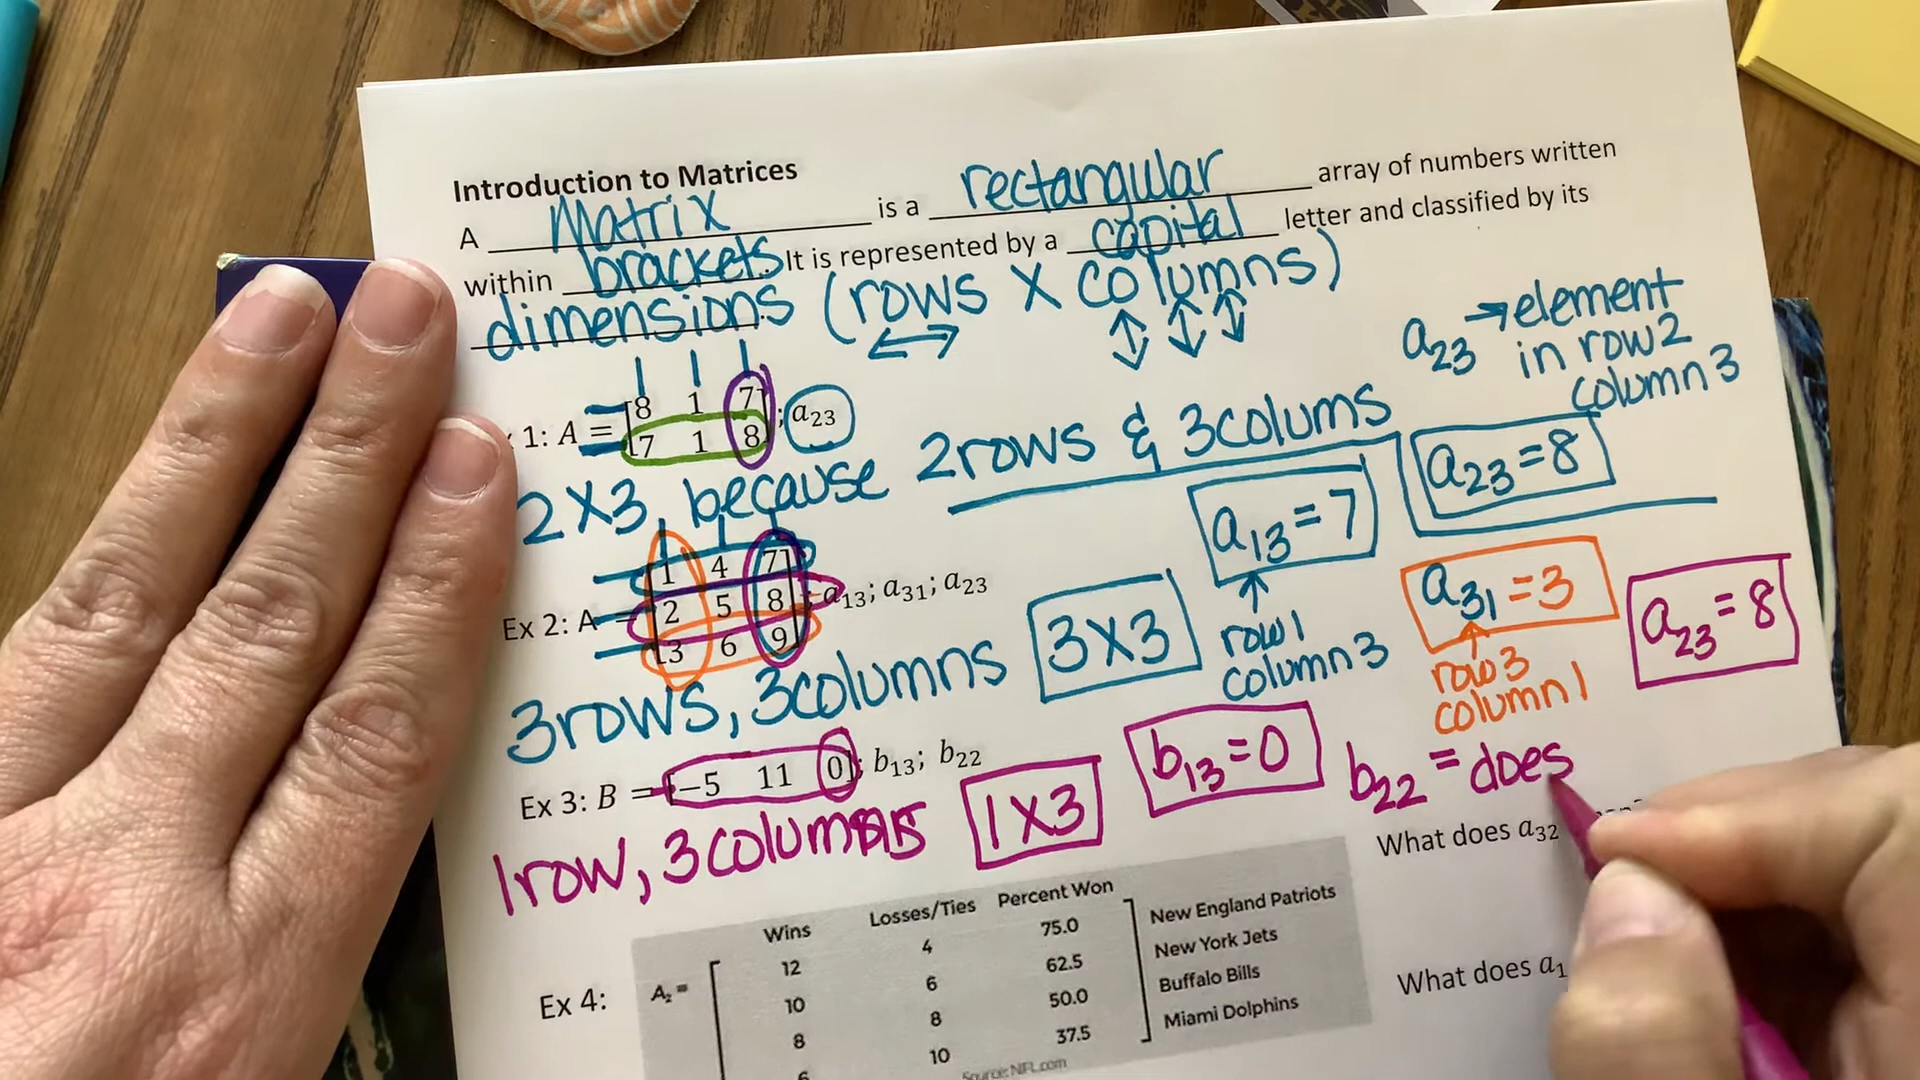 Introduction to Matrices
A Matrix is a rectangular array of numbers written
within brackets. It is represented by a capital letter and classified by its
dimensions. (rows X columns)
a23 → element
in row 2
column 3
1: A = [8 1 7
7 1 8]; a23
2X3, because 2rows & 3colums
a23 = 8
a13 = 7
row 1
column 3
Ex 2: A = [1 4 7
2 5 8
3 6 9]; a13; a31; a23
3rows, 3columns
3X3
a31 = 3
row 3
column 1
a23 = 8
Ex 3: B = [−5 11 0]; b13; b22
1row, 3columns
1X3
b13 = 0
b22 = does
What does a32
What does a1
Ex 4:
A2 =
Wins Losses/Ties Percent Won
12 4 75.0 New England Patriots
10 6 62.5 New York Jets
8 8 50.0 Buffalo Bills
6 10 37.5 Miami Dolphins
Source: NFL.com